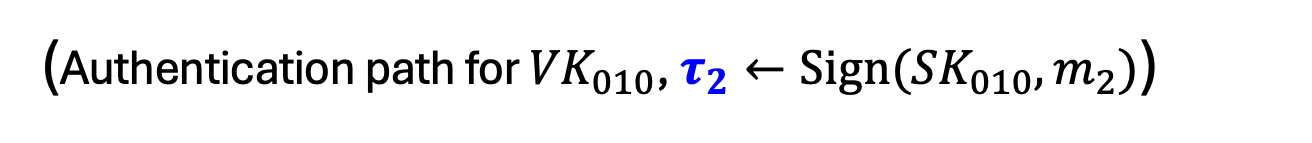 (Authentication path for VK₀₁₀, τ₂ ← Sign(SK₀₁₀, m₂))